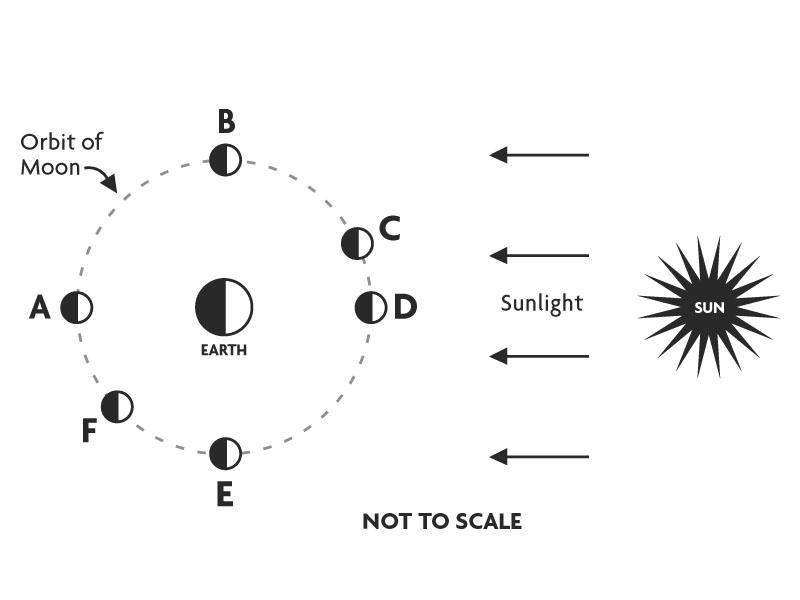 B
Orbit of
Moon
C
A
D
EARTH
Sunlight
SUN
F
E
NOT TO SCALE